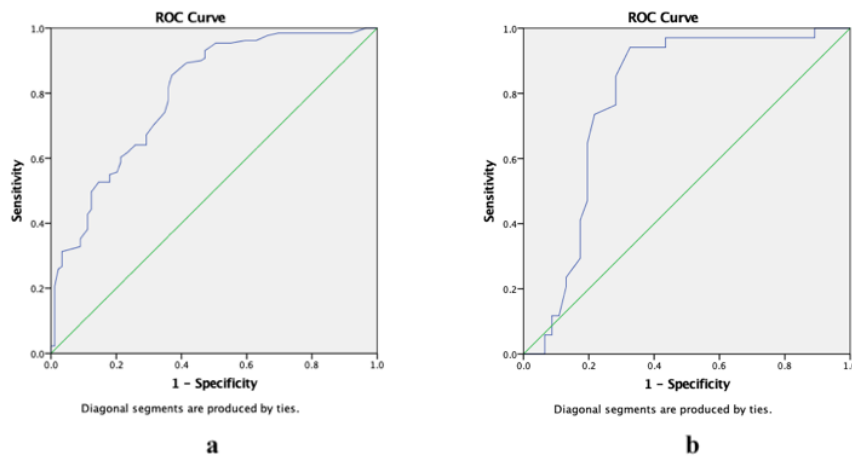 ROC Curve
1.0
0.8
0.6
0.4
0.2
0.0
Sensitivity
0.0 0.2 0.4 0.6 0.8 1.0
1 - Specificity
Diagonal segments are produced by ties.
a
ROC Curve
1.0
0.8
0.6
0.4
0.2
0.0
Sensitivity
0.0 0.2 0.4 0.6 0.8 1.0
1 - Specificity
Diagonal segments are produced by ties.
b